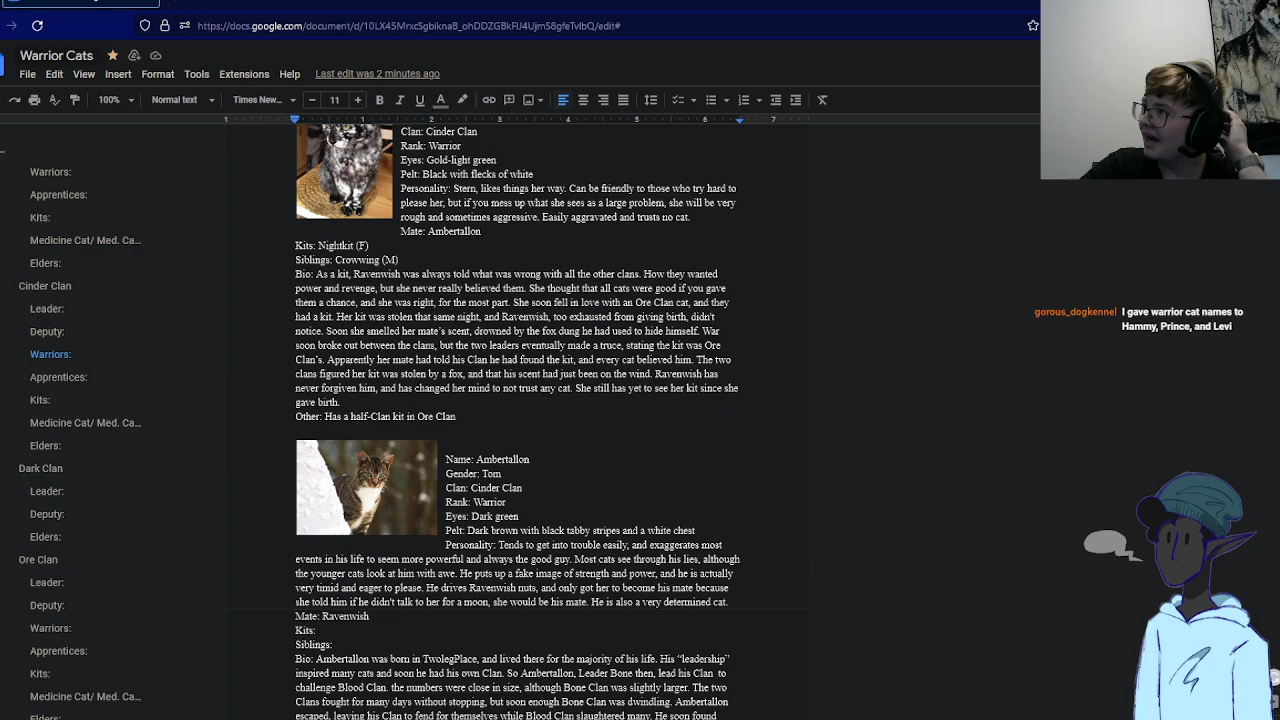 https://docs.google.com/document/d/10LX45MrxcSgbiknaB_ohDDZGBkFIJ4UjmS8gfeTvlbQ/edit#
Warrior Cats
File Edit View Insert Format Tools Extensions Help Last edit was 2 minutes ago
100% Normal text Times New... 11
1 1 2 3 4 5 6 7
Warriors:
Apprentices:
Kits:
Medicine Cat/ Med. Ca...
Elders:
Cinder Clan
Leader:
Deputy:
Warriors:
Apprentices:
Kits:
Medicine Cat/ Med. Ca...
Elders:
Dark Clan
Leader:
Deputy:
Elders:
Ore Clan
Leader:
Deputy:
Warriors:
Apprentices:
Kits:
Medicine Cat/ Med. Ca...
Elders:
Clan: Cinder Clan
Rank: Warrior
Eyes: Gold-light green
Pelt: Black with flecks of white
Personality: Stern, likes things her way. Can be friendly to those who try hard to
please her, but if you mess up what she sees as a large problem, she will be very
rough and sometimes aggressive. Easily aggravated and trusts no cat.
Mate: Ambertallon
Kits: Nightkit (F)
Siblings: Crowwing (M)
Bio: As a kit, Ravenwish was always told what was wrong with all the other clans. How they wanted
power and revenge, but she never really believed them. She thought that all cats were good if you gave
them a chance, and she was right, for the most part. She soon fell in love with an Ore Clan cat, and they
had a kit. Her kit was stolen that same night, and Ravenwish, too exhausted from giving birth, didn't
notice. Soon she smelled her mate's scent, drowned by the fox dung he had used to hide himself. War
soon broke out between the clans, but the two leaders eventually made a truce, stating the kit was Ore
Clan's. Apparently her mate had told his Clan he had found the kit, and every cat believed him. The two
clans figured her kit was stolen by a fox, and that his scent had just been on the wind. Ravenwish has
never forgiven him, and has changed her mind to not trust any cat. She still has yet to see her kit since she
gave birth.
Other: Has a half-Clan kit in Ore Clan
Name: Ambertallon
Gender: Tom
Clan: Cinder Clan
Rank: Warrior
Eyes: Dark green
Pelt: Dark brown with black tabby stripes and a white chest
Personality: Tends to get into trouble easily, and exaggerates most
events in his life to seem more powerful and always the good guy. Most cats see through his lies, although
the younger cats look at him with awe. He puts up a fake image of strength and power, and he is actually
very timid and eager to please. He drives Ravenwish nuts, and only got her to become his mate because
she told him if he didn't talk to her for a moon, she would be his mate. He is also a very determined cat.
Mate: Ravenwish
Kits:
Siblings:
Bio: Ambertallon was born in TwolegPlace, and lived there for the majority of his life. His “leadership”
inspired many cats and soon he had his own Clan. So Ambertallon, Leader Bone then, lead his Clan to
challenge Blood Clan. the numbers were close in size, although Bone Clan was slightly larger. The two
Clans fought for many days without stopping, but soon enough Bone Clan was dwindling. Ambertallon
escaped, leaving his Clan to fend for themselves while Blood Clan slaughtered many. He soon found
gorous_dogkennel I gave warrior cat names to
Hammy, Prince, and Levi